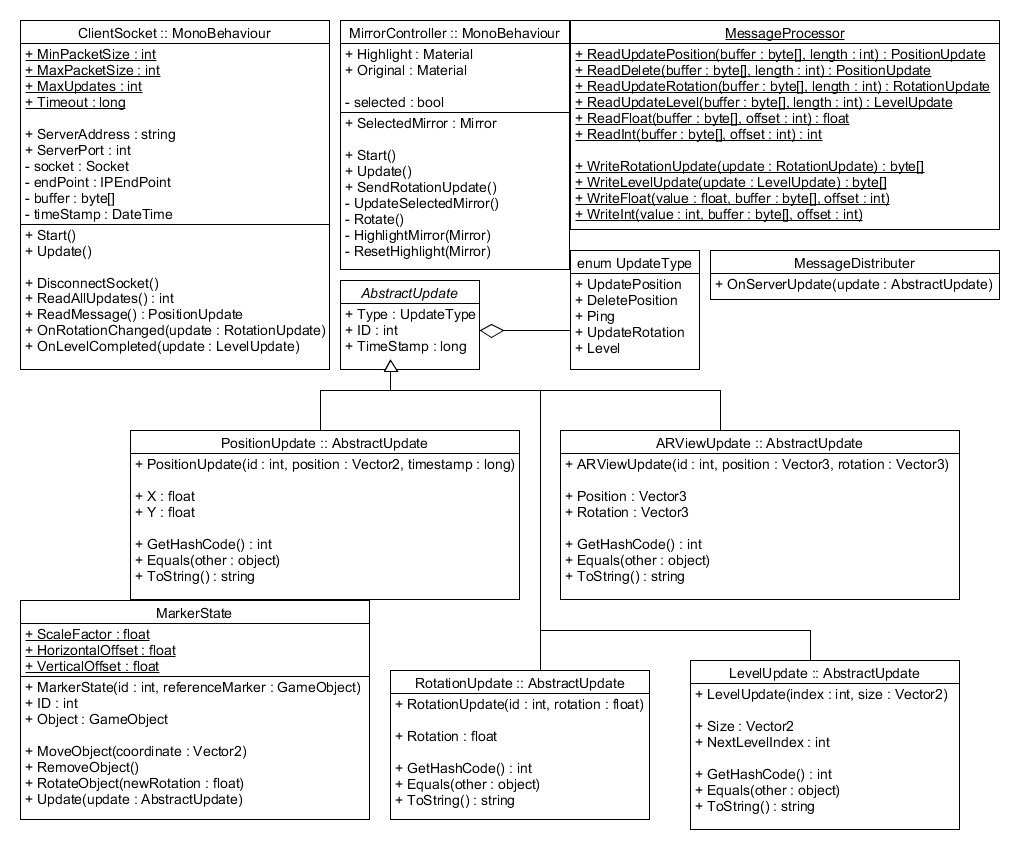 ClientSocket :: MonoBehaviour
+ MinPacketSize : int
+ MaxPacketSize : int
+ MaxUpdates : int
+ Timeout : long
+ ServerAddress : string
+ ServerPort : int
- socket : Socket
- endPoint : IPEndPoint
- buffer : byte[]
- timeStamp : DateTime
+ Start()
+ Update()
+ DisconnectSocket()
+ ReadAllUpdates() : int
+ ReadMessage() : PositionUpdate
+ OnRotationChanged(update : RotationUpdate)
+ OnLevelCompleted(update : LevelUpdate)
MirrorController :: MonoBehaviour
+ Highlight : Material
+ Original : Material
- selected : bool
+ SelectedMirror : Mirror
+ Start()
+ Update()
+ SendRotationUpdate()
- UpdateSelectedMirror()
- Rotate()
- HighlightMirror(Mirror)
- ResetHighlight(Mirror)
MessageProcessor
+ ReadUpdatePosition(buffer : byte[], length : int) : PositionUpdate
+ ReadDelete(buffer : byte[], length : int) : PositionUpdate
+ ReadUpdateRotation(buffer : byte[], length : int) : RotationUpdate
+ ReadUpdateLevel(buffer : byte[], length : int) : LevelUpdate
+ ReadFloat(buffer : byte[], offset : int) : float
+ ReadInt(buffer : byte[], offset : int) : int
+ WriteRotationUpdate(update : RotationUpdate) : byte[]
+ WriteLevelUpdate(update : LevelUpdate) : byte[]
+ WriteFloat(value : float, buffer : byte[], offset : int)
+ WriteInt(value : int, buffer : byte[], offset : int)
AbstractUpdate
+ Type : UpdateType
+ ID : int
+ TimeStamp : long
enum UpdateType
+ UpdatePosition
+ DeletePosition
+ Ping
+ UpdateRotation
+ Level
MessageDistributer
+ OnServerUpdate(update : AbstractUpdate)
PositionUpdate :: AbstractUpdate
+ PositionUpdate(id : int, position : Vector2, timestamp : long)
+ X : float
+ Y : float
+ GetHashCode() : int
+ Equals(other : object)
+ ToString() : string
ARViewUpdate :: AbstractUpdate
+ ARViewUpdate(id : int, position : Vector3, rotation : Vector3)
+ Position : Vector3
+ Rotation : Vector3
+ GetHashCode() : int
+ Equals(other : object)
+ ToString() : string
MarkerState
+ ScaleFactor : float
+ HorizontalOffset : float
+ VerticalOffset : float
+ MarkerState(id : int, referenceMarker : GameObject)
+ ID : int
+ Object : GameObject
+ MoveObject(coordinate : Vector2)
+ RemoveObject()
+ RotateObject(newRotation : float)
+ Update(update : AbstractUpdate)
RotationUpdate :: AbstractUpdate
+ RotationUpdate(id : int, rotation : float)
+ Rotation : float
+ GetHashCode() : int
+ Equals(other : object)
+ ToString() : string
LevelUpdate :: AbstractUpdate
+ LevelUpdate(index : int, size : Vector2)
+ Size : Vector2
+ NextLevelIndex : int
+ GetHashCode() : int
+ Equals(other : object)
+ ToString() : string